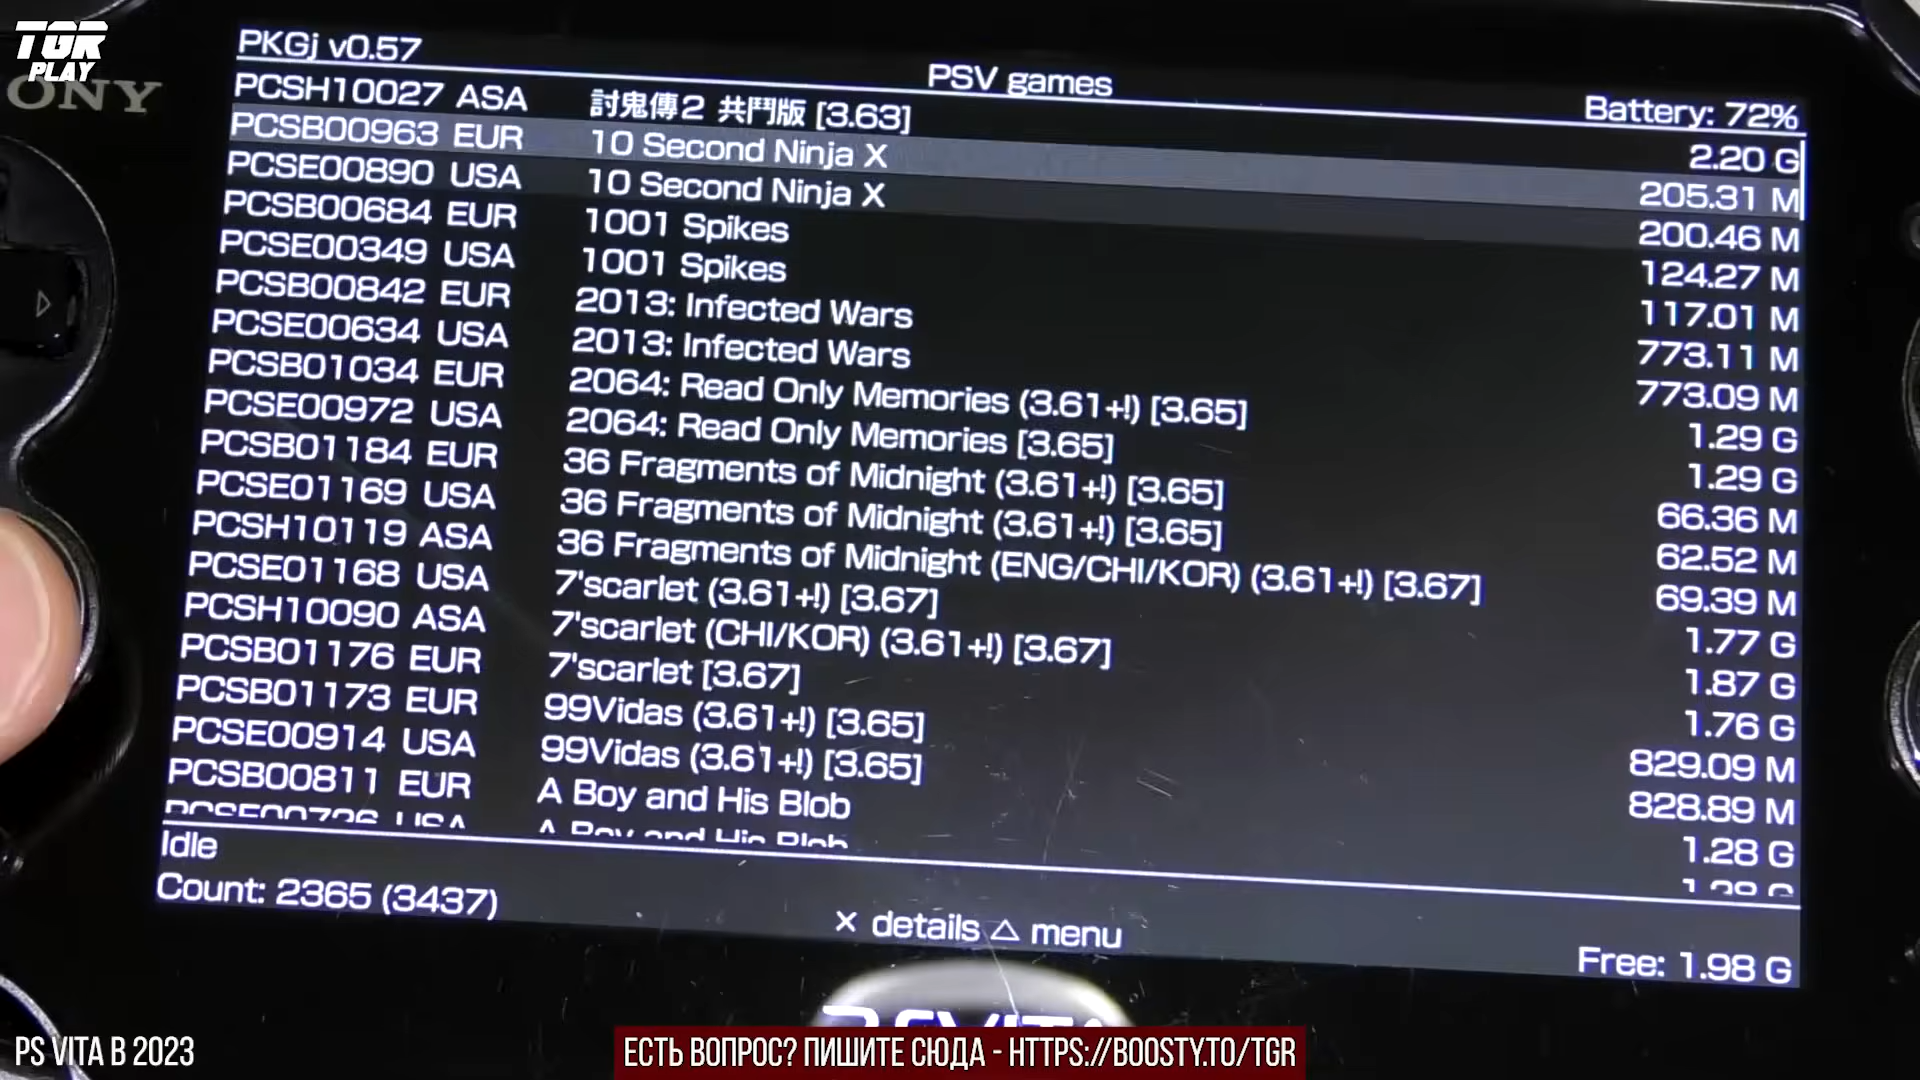 TGR
PLAY
ONY
PKGj v0.57
PSV games
Battery: 72%
PCSH10027 ASA 討鬼傳2 共鬥版 [3.63] 2.20 G
PCSB00963 EUR 10 Second Ninja X 205.31 M
PCSE00890 USA 10 Second Ninja X 200.46 M
PCSB00684 EUR 1001 Spikes 124.27 M
PCSE00349 USA 1001 Spikes 117.01 M
PCSB00842 EUR 2013: Infected Wars 773.11 M
PCSE00634 USA 2013: Infected Wars 773.09 M
PCSB01034 EUR 2064: Read Only Memories (3.61+!) [3.65] 1.29 G
PCSE00972 USA 2064: Read Only Memories [3.65] 1.29 G
PCSB01184 EUR 36 Fragments of Midnight (3.61+!) [3.65] 66.36 M
PCSE01169 USA 36 Fragments of Midnight (3.61+!) [3.65] 62.52 M
PCSH10119 ASA 36 Fragments of Midnight (ENG/CHI/KOR) (3.61+!) [3.67] 69.39 M
PCSE01168 USA 7'scarlet (3.61+!) [3.67] 1.77 G
PCSH10090 ASA 7'scarlet (CHI/KOR) (3.61+!) [3.67] 1.87 G
PCSB01176 EUR 7'scarlet [3.67] 1.76 G
PCSB01173 EUR 99Vidas (3.61+!) [3.65] 829.09 M
PCSE00914 USA 99Vidas (3.61+!) [3.65] 828.89 M
PCSB00811 EUR A Boy and His Blob 1.28 G
PCSE00726 USA A Boy and His Blob 1.28 G
Idle
Count: 2365 (3437)
X details △ menu
Free: 1.98 G
PSVITA
PS VITA В 2023
ЕСТЬ ВОПРОС? ПИШИТЕ СЮДА - HTTPS://BOOSTY.TO/TGR